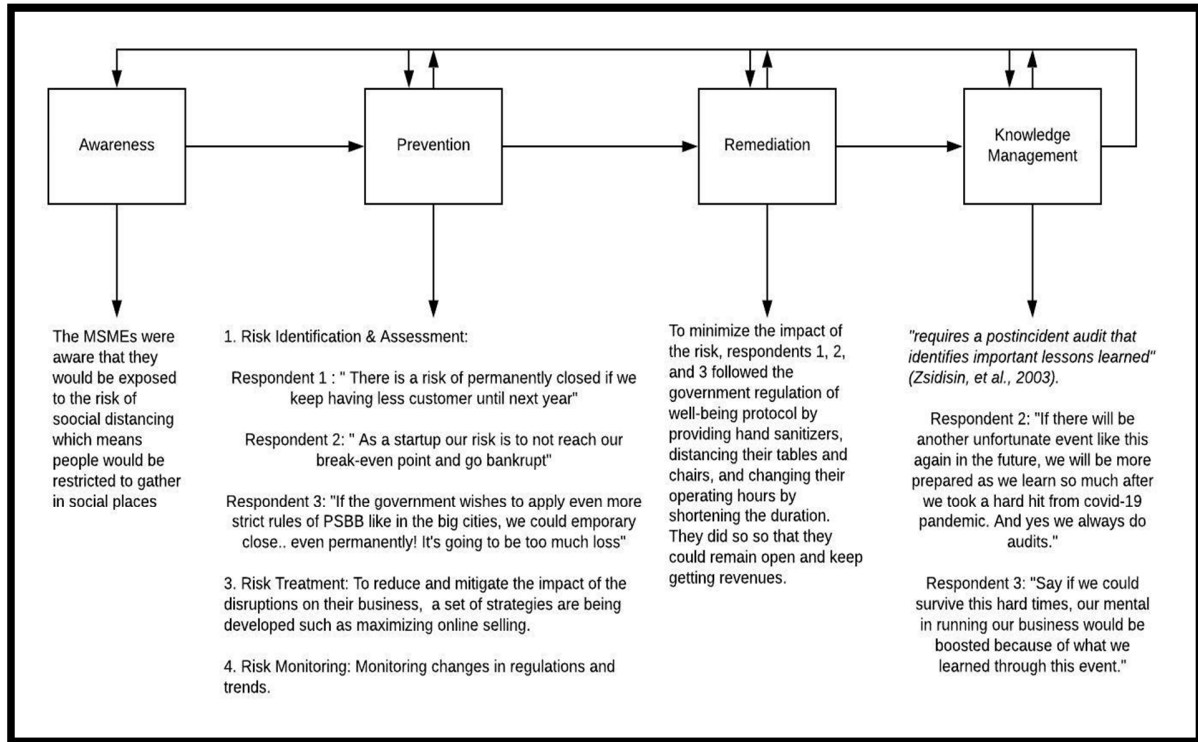 Awareness
Prevention
Remediation
Knowledge
Management
The MSMEs were
aware that they
would be exposed
to the risk of
soocial distancing
which means
people would be
restricted to gather
in social places
1. Risk Identification & Assessment:
Respondent 1 : " There is a risk of permanently closed if we
keep having less customer until next year"
Respondent 2: " As a startup our risk is to not reach our
break-even point and go bankrupt"
Respondent 3: "If the government wishes to apply even more
strict rules of PSBB like in the big cities, we could emporary
close.. even permanently! It's going to be too much loss"
3. Risk Treatment: To reduce and mitigate the impact of the
disruptions on their business, a set of strategies are being
developed such as maximizing online selling.
4. Risk Monitoring: Monitoring changes in regulations and
trends.
To minimize the impact of
the risk, respondents 1, 2,
and 3 followed the
government regulation of
well-being protocol by
providing hand sanitizers,
distancing their tables and
chairs, and changing their
operating hours by
shortening the duration.
They did so so that they
could remain open and keep
getting revenues.
"requires a postincident audit that
identifies important lessons learned"
(Zsidisin, et al., 2003).
Respondent 2: "If there will be
another unfortunate event like this
again in the future, we will be more
prepared as we learn so much after
we took a hard hit from covid-19
pandemic. And yes we always do
audits."
Respondent 3: "Say if we could
survive this hard times, our mental
in running our business would be
boosted because of what we
learned through this event."